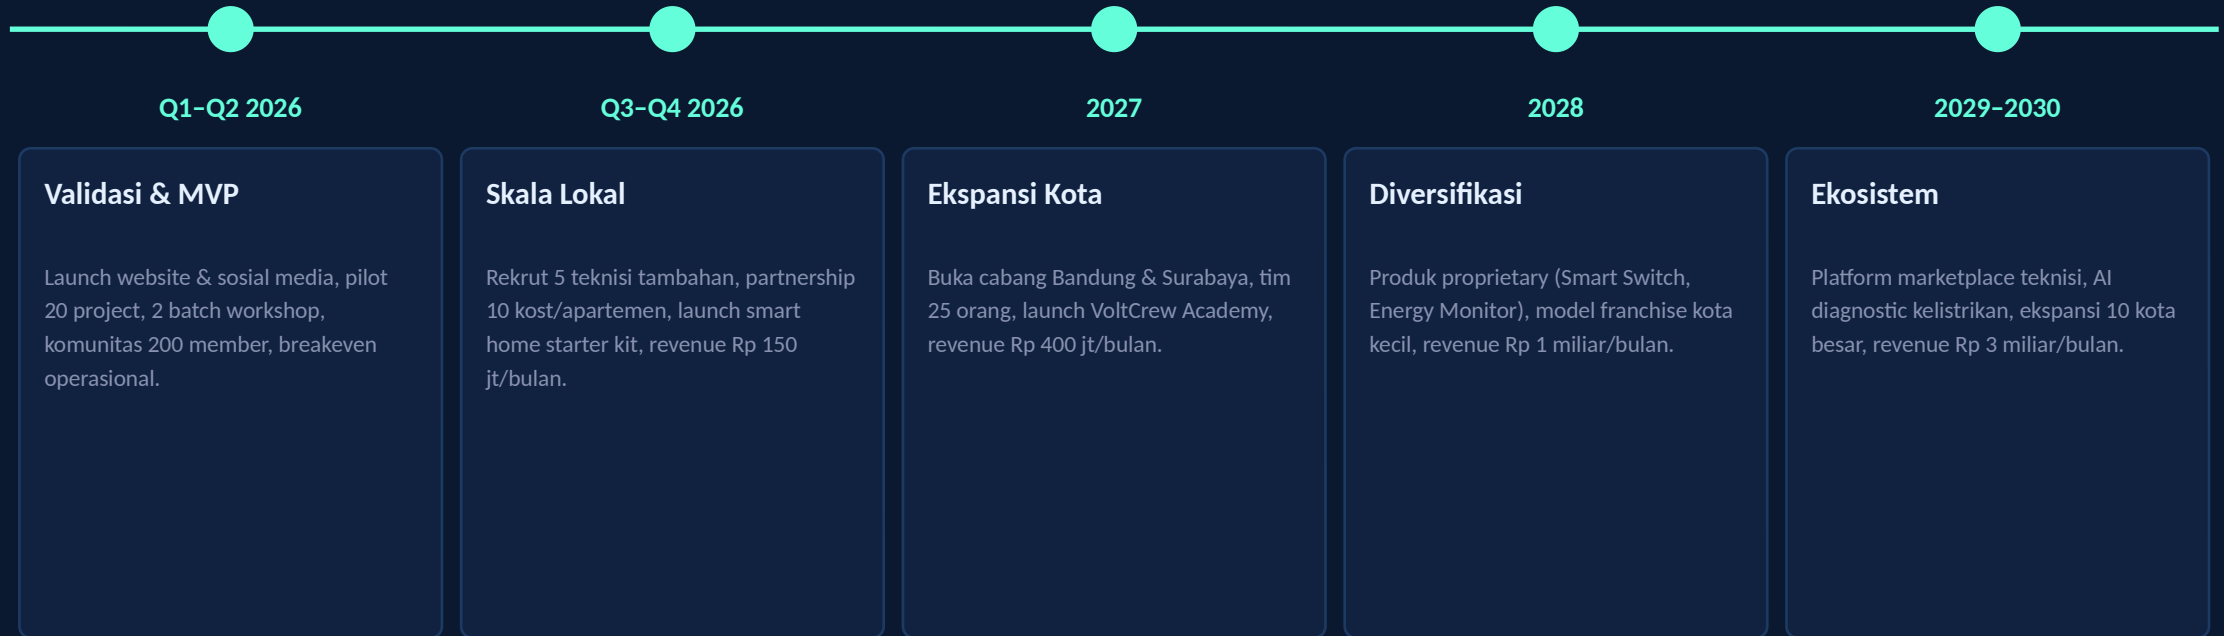 Q1–Q2 2026
Validasi & MVP
Launch website & sosial media, pilot
20 project, 2 batch workshop,
komunitas 200 member, breakeven
operasional.
Q3–Q4 2026
Skala Lokal
Rekrut 5 teknisi tambahan, partnership
10 kost/apartemen, launch smart
home starter kit, revenue Rp 150
jt/bulan.
2027
Ekspansi Kota
Buka cabang Bandung & Surabaya, tim
25 orang, launch VoltCrew Academy,
revenue Rp 400 jt/bulan.
2028
Diversifikasi
Produk proprietary (Smart Switch,
Energy Monitor), model franchise kota
kecil, revenue Rp 1 miliar/bulan.
2029–2030
Ekosistem
Platform marketplace teknisi, AI
diagnostic kelistrikan, ekspansi 10 kota
besar, revenue Rp 3 miliar/bulan.